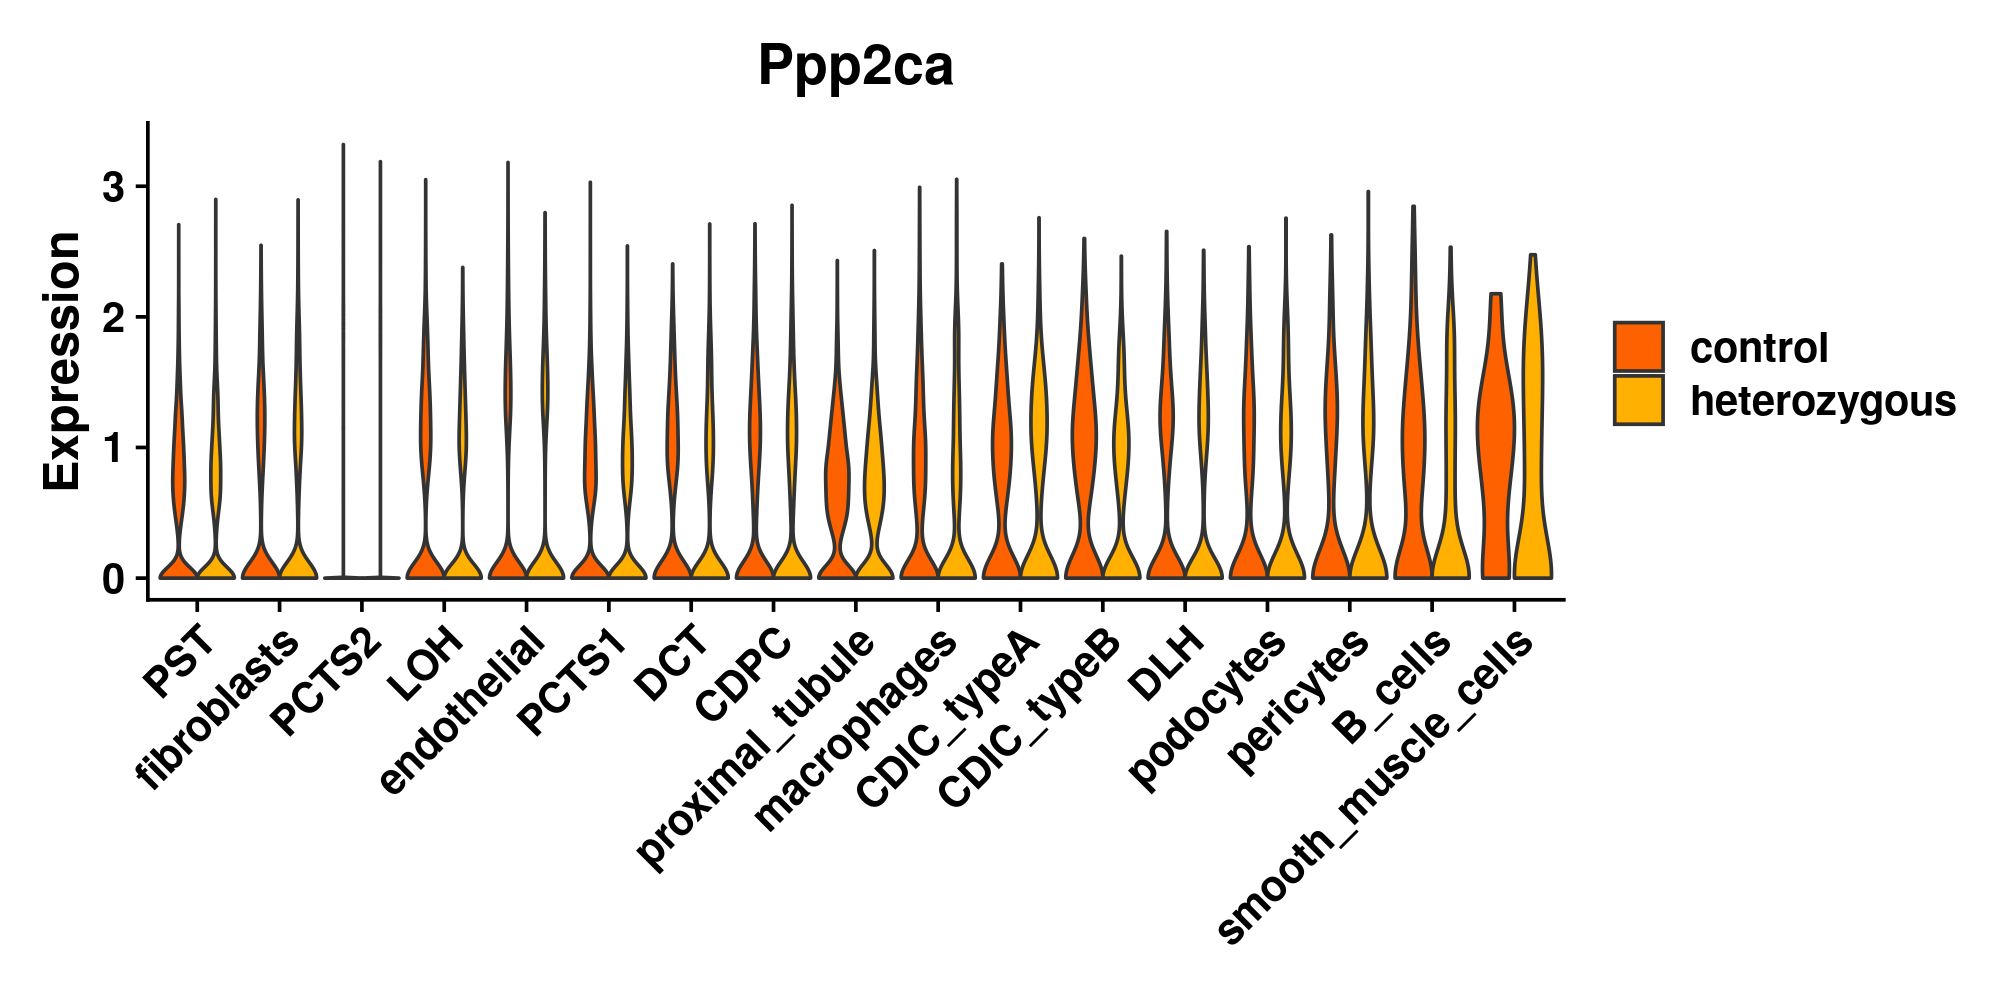 Ppp2ca
Expression
3
2
1
0
PST
fibroblasts
PCTS2
LOH
endothelial
PCTS1
DCT
CDPC
proximal_tubule
macrophages
CDIC_typeA
CDIC_typeB
DLH
podocytes
pericytes
B_cells
smooth_muscle_cells
control
heterozygous